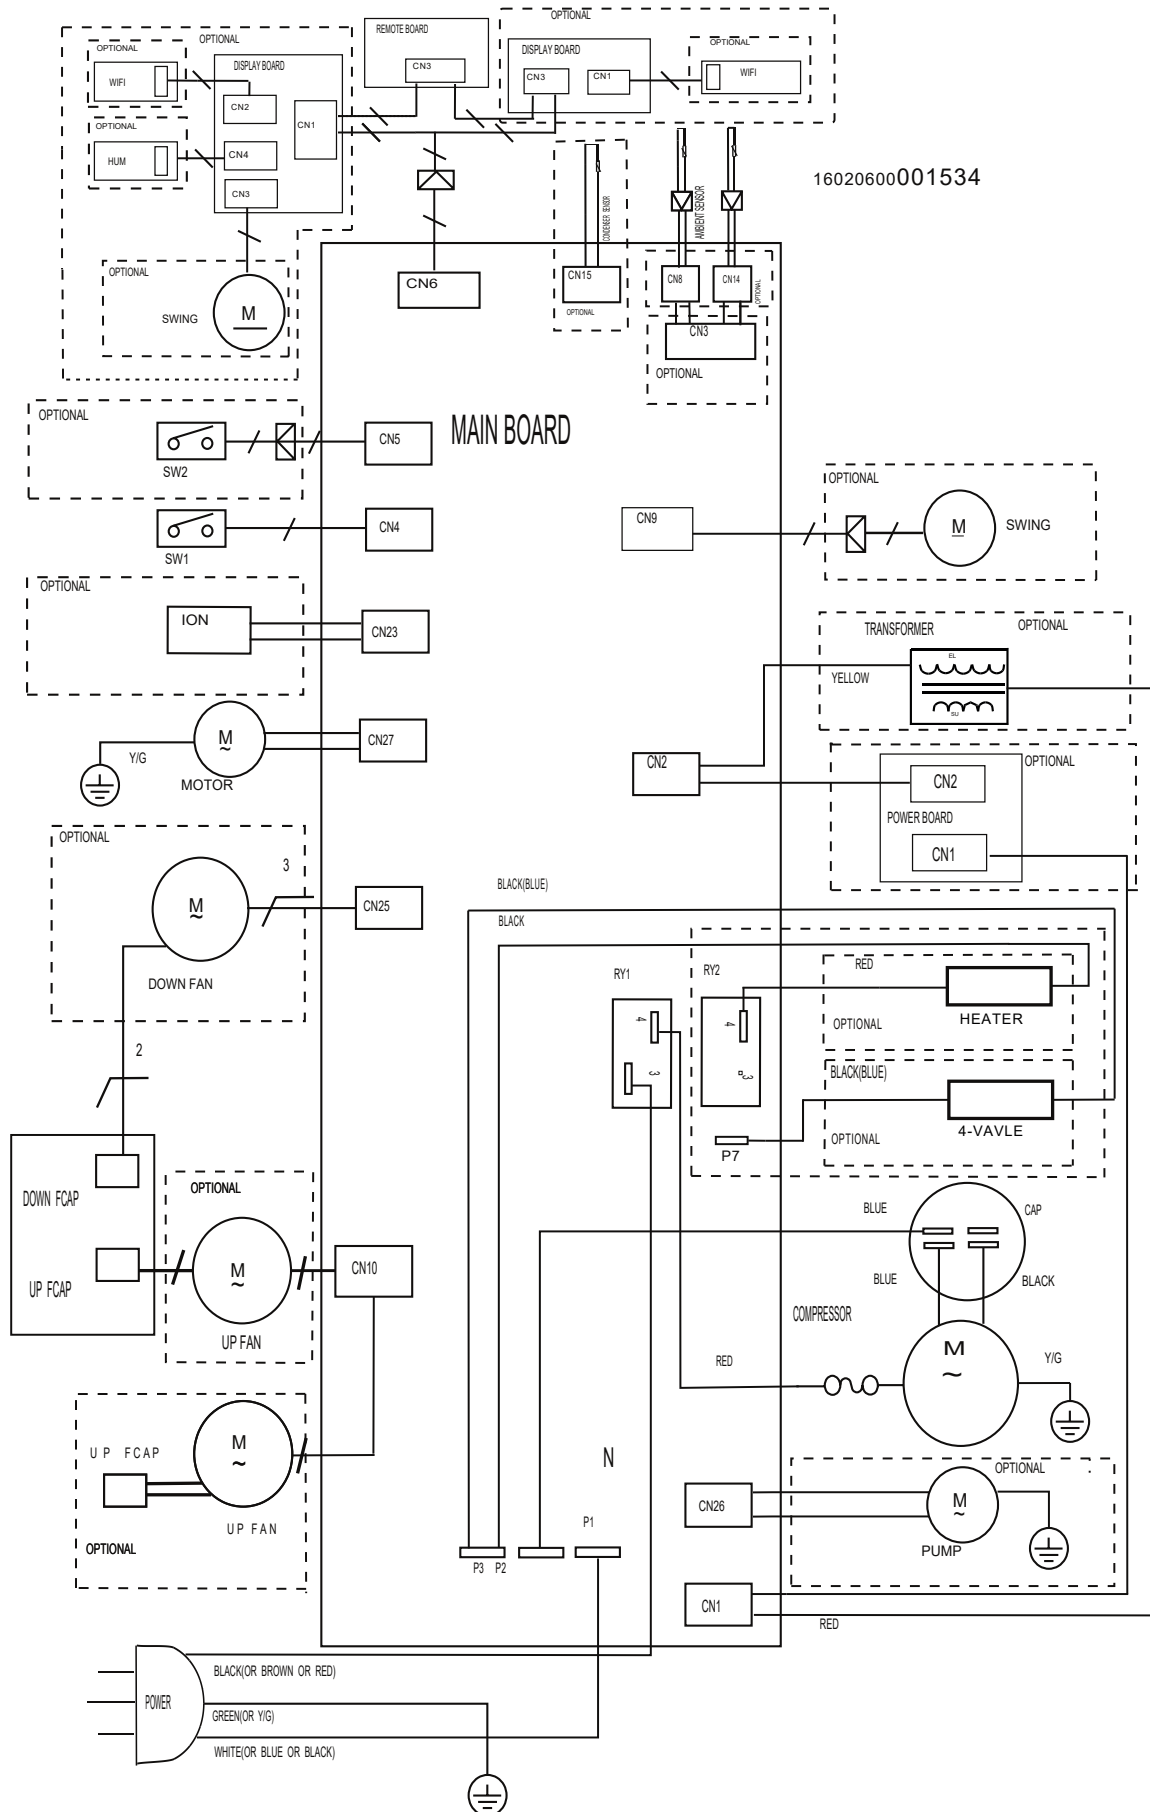 OPTIONAL
OPTIONAL
OPTIONAL
WIFI
DISPLAY BOARD
CN2
CN1
OPTIONAL
HUM
CN4
CN3
OPTIONAL
SWING
M
REMOTE BOARD
CN3
OPTIONAL
DISPLAY BOARD
CN3
CN1
OPTIONAL
WIFI
16020600001534
CN6
CONDENER SENSOR
CN15
OPTIONAL
AMBIENT SENSOR
CN8
CN14
OPTIONAL
CN3
OPTIONAL
MAIN BOARD
OPTIONAL
SW2
CN5
SW1
CN4
OPTIONAL
ION
CN23
M
~
Y/G
MOTOR
CN27
CN9
OPTIONAL
M
SWING
TRANSFORMER
OPTIONAL
EL
SU
YELLOW
CN2
OPTIONAL
CN2
POWER BOARD
CN1
OPTIONAL
3
M
~
CN25
DOWN FAN
2
BLACK(BLUE)
BLACK
RY1
4
3
RY2
4
3
RED
HEATER
OPTIONAL
BLACK(BLUE)
4-VAVLE
OPTIONAL
P7
DOWN FCAP
UP FCAP
OPTIONAL
M
~
UP FAN
CN10
BLUE
CAP
BLUE
BLACK
COMPRESSOR
M
~
RED
Y/G
UP FCAP
M
~
UP FAN
OPTIONAL
N
P1
P3
P2
CN26
OPTIONAL
M
~
PUMP
CN1
RED
POWER
BLACK(OR BROWN OR RED)
GREEN(OR Y/G)
WHITE(OR BLUE OR BLACK)